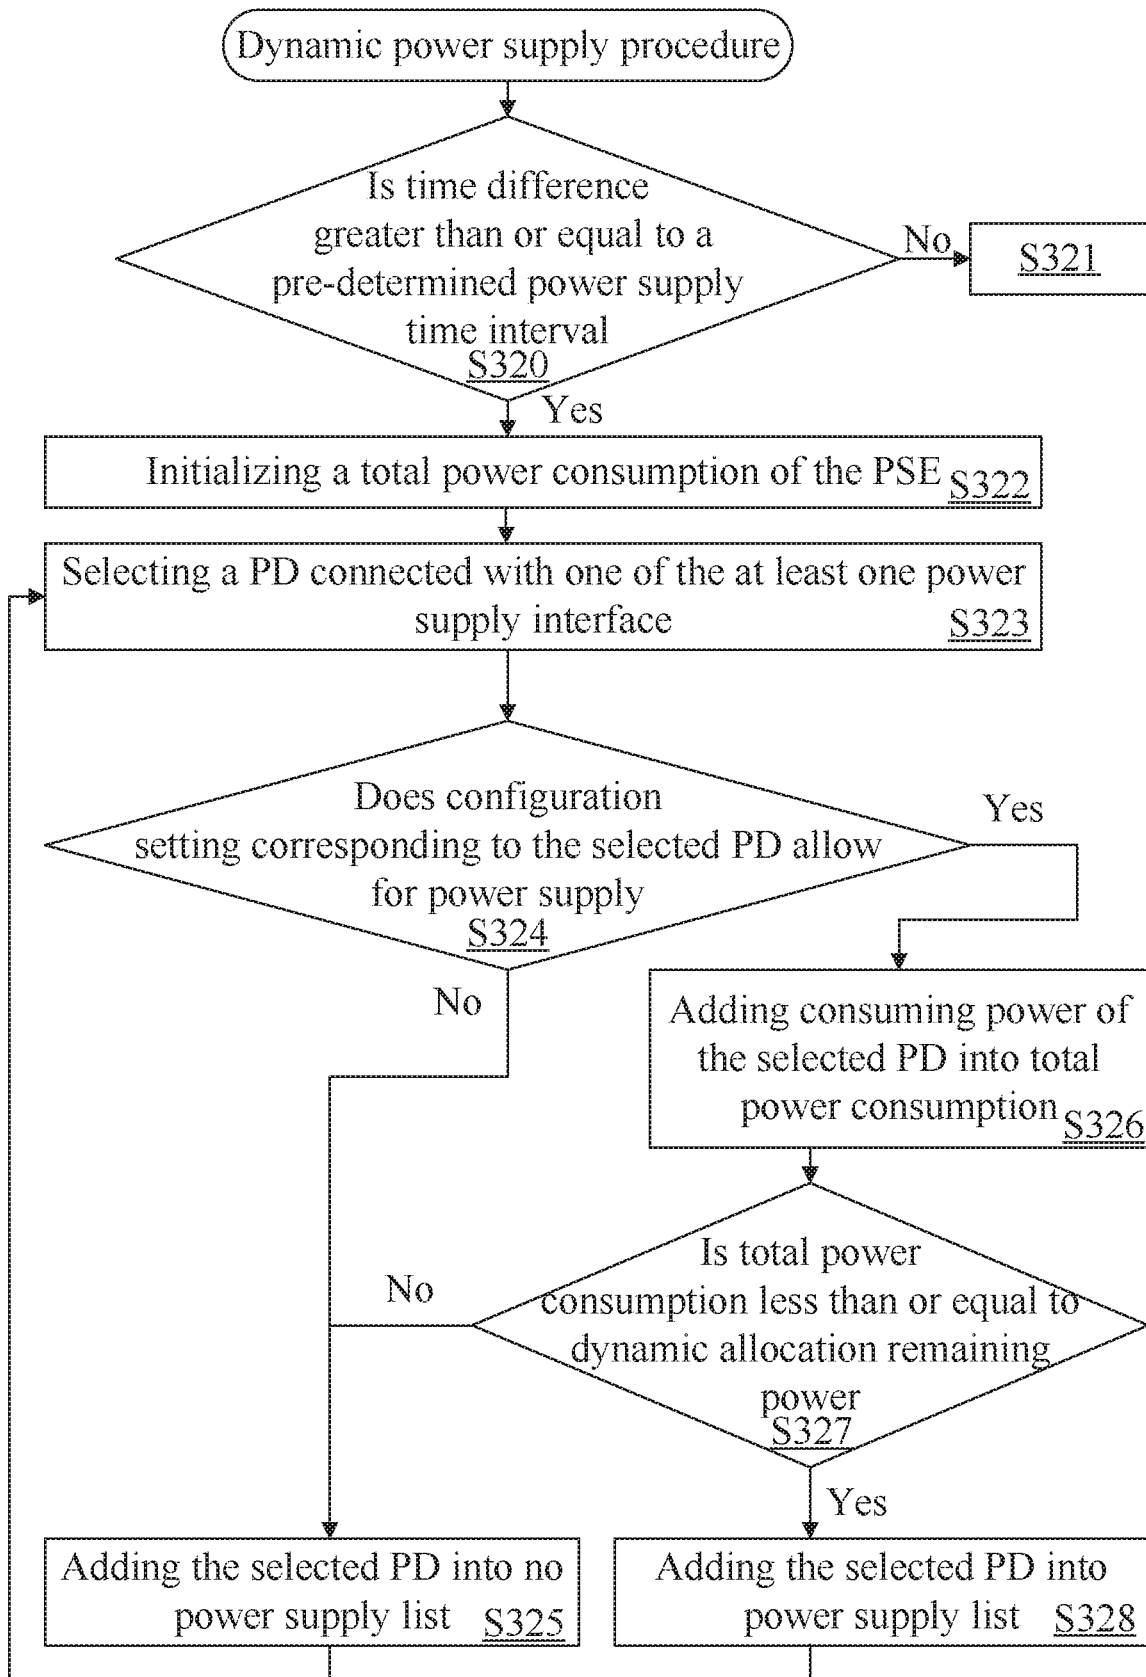 Dynamic power supply procedure
Is time difference
greater than or equal to a
pre-determined power supply
time interval
S320
No
S321
Yes
Initializing a total power consumption of the PSE
S322
Selecting a PD connected with one of the at least one power
supply interface
S323
Does configuration
setting corresponding to the selected PD allow
for power supply
S324
Yes
No
Adding consuming power of
the selected PD into total
power consumption
S326
Is total power
consumption less than or equal to
dynamic allocation remaining
power
S327
No
Yes
Adding the selected PD into no
power supply list
S325
Adding the selected PD into
power supply list
S328